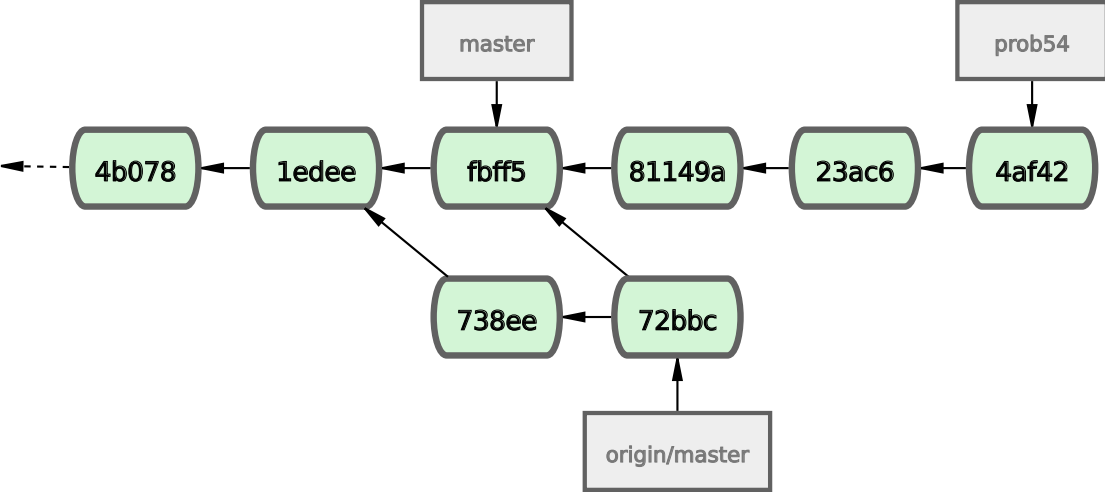 master
prob54
4b078
1edee
fbff5
81149a
23ac6
4af42
738ee
72bbc
origin/master